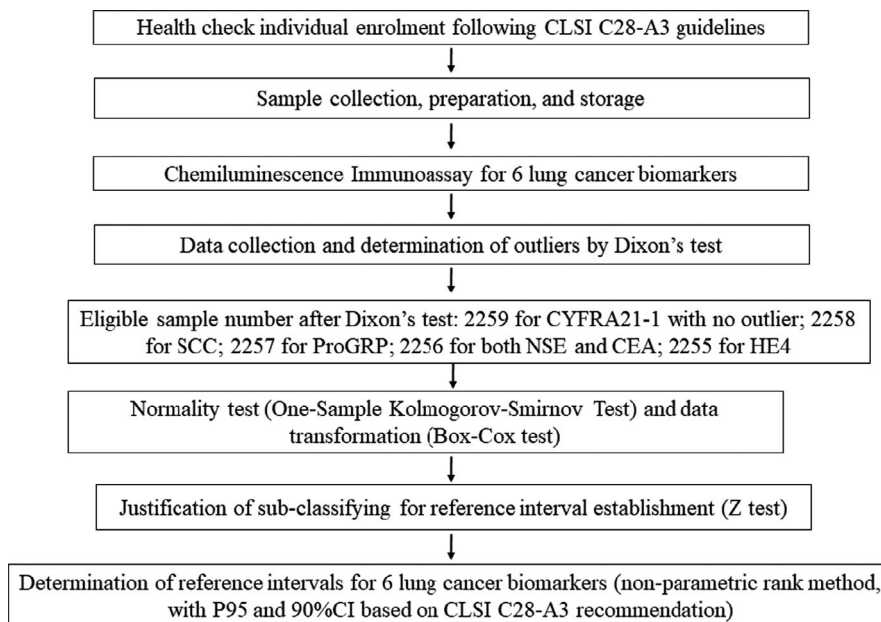 Health check individual enrolment following CLSI C28-A3 guidelines
Sample collection, preparation, and storage
Chemiluminescence Immunoassay for 6 lung cancer biomarkers
Data collection and determination of outliers by Dixon's test
Eligible sample number after Dixon's test: 2259 for CYFRA21-1 with no outlier; 2258
for SCC; 2257 for ProGRP; 2256 for both NSE and CEA; 2255 for HE4
Normality test (One-Sample Kolmogorov-Smirnov Test) and data
transformation (Box-Cox test)
Justification of sub-classifying for reference interval establishment (Z test)
Determination of reference intervals for 6 lung cancer biomarkers (non-parametric rank method,
with P95 and 90%CI based on CLSI C28-A3 recommendation)